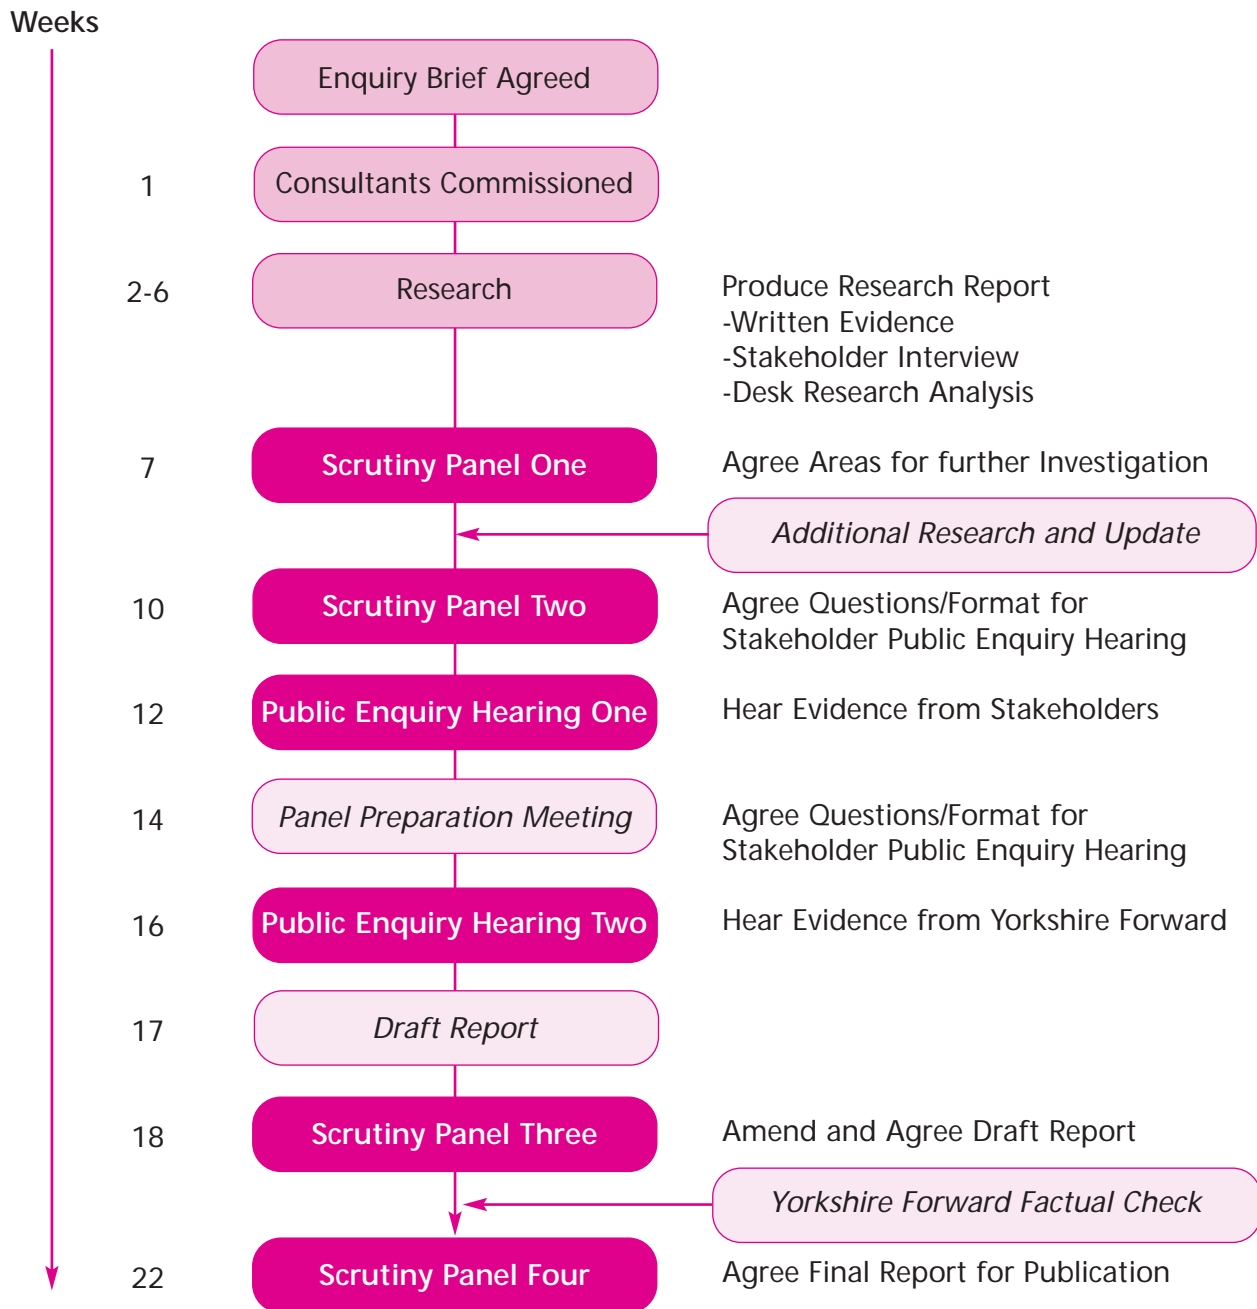 Weeks
Enquiry Brief Agreed
1
Consultants Commissioned
2-6
Research
Produce Research Report
-Written Evidence
-Stakeholder Interview
-Desk Research Analysis
7
Scrutiny Panel One
Agree Areas for further Investigation
Additional Research and Update
10
Scrutiny Panel Two
Agree Questions/Format for
Stakeholder Public Enquiry Hearing
12
Public Enquiry Hearing One
Hear Evidence from Stakeholders
14
Panel Preparation Meeting
Agree Questions/Format for
Stakeholder Public Enquiry Hearing
16
Public Enquiry Hearing Two
Hear Evidence from Yorkshire Forward
17
Draft Report
18
Scrutiny Panel Three
Amend and Agree Draft Report
Yorkshire Forward Factual Check
22
Scrutiny Panel Four
Agree Final Report for Publication